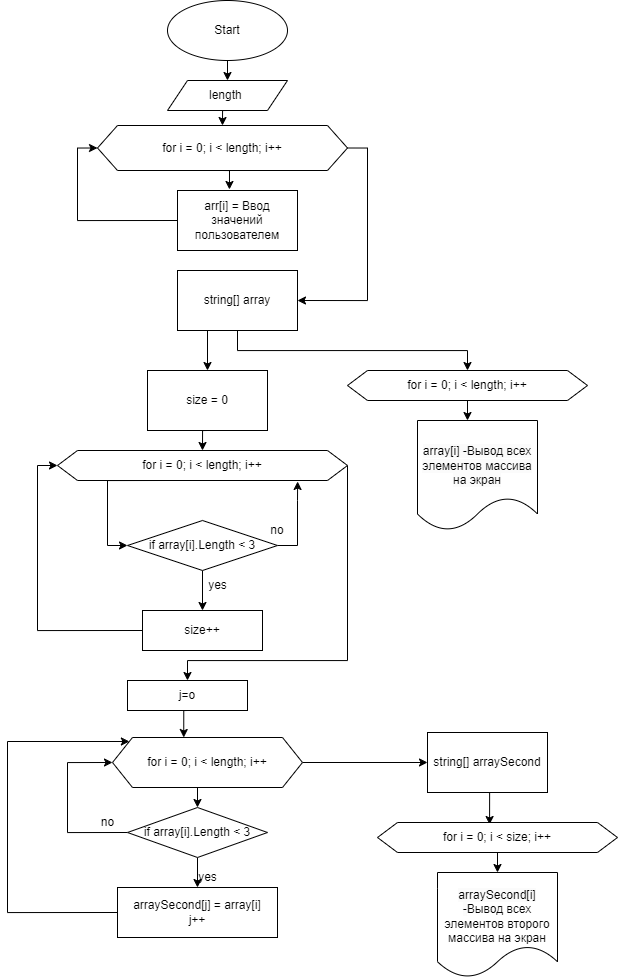 Start
length
for i = 0; i < length; i++
arr[i] = Ввод
значений
пользователем
string[] array
size = 0
for i = 0; i < length; i++
for i = 0; i < length; i++
array[i] -Вывод всех
элементов массива
на экран
no
if array[i].Length < 3
yes
size++
j=o
for i = 0; i < length; i++
string[] arraySecond
no
if array[i].Length < 3
for i = 0; i < size; i++
yes
arraySecond[j] = array[i]
j++
arraySecond[i]
-Вывод всех
элементов второго
массива на экран